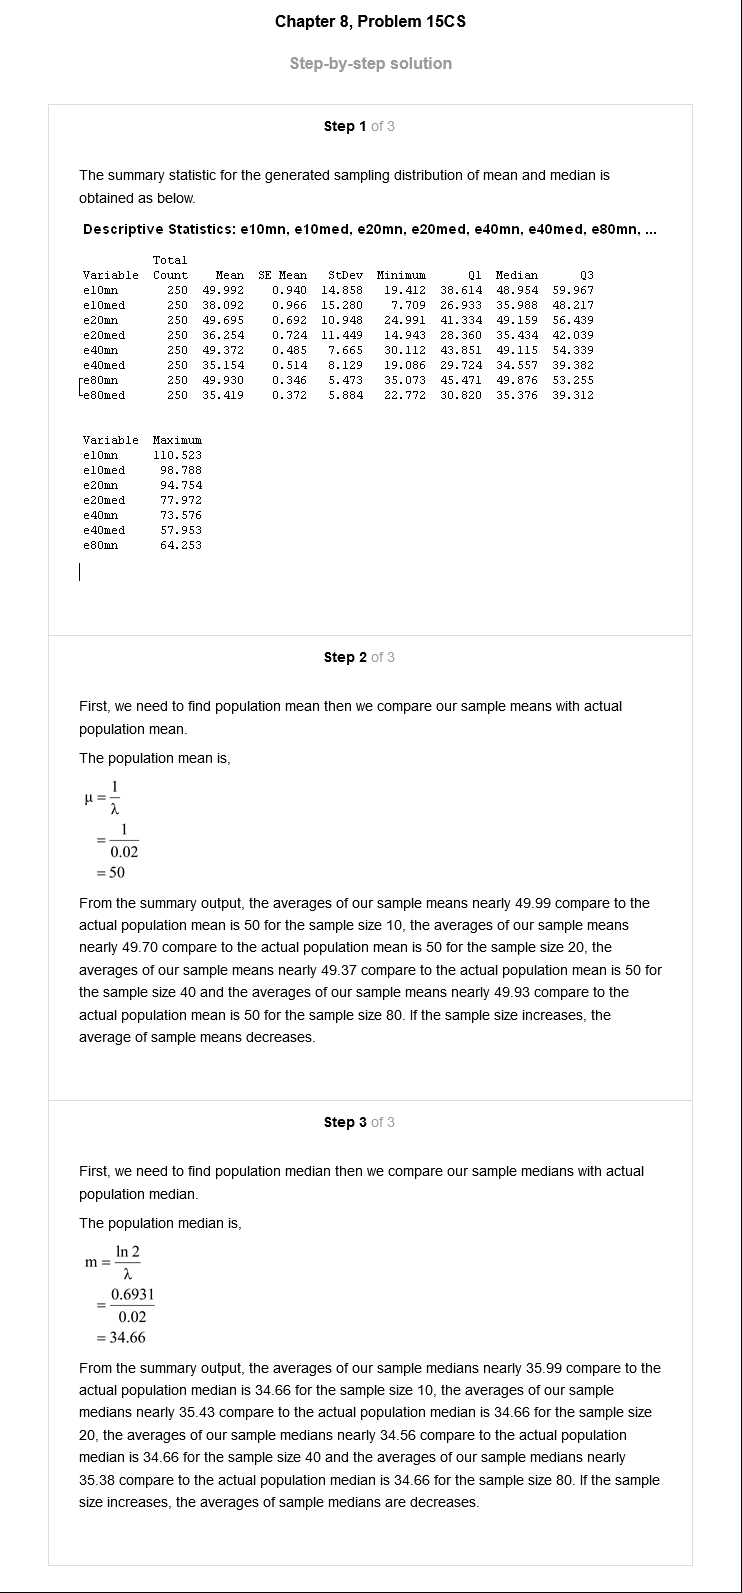 Chapter 8, Problem 15CS
Step-by-step solution
Step 1 of 3
The summary statistic for the generated sampling distribution of mean and median is
obtained as below.
Descriptive Statistics: e10mn, e10med, e20mn, e20med, e40mn, e40med, e80mn, ...
Total
Variable Count Mean SE Mean StDev Minimum Q1 Median Q3
e10mn 250 49.992 0.940 14.858 19.412 38.614 48.954 59.967
e10med 250 38.092 0.966 15.280 7.709 26.933 35.988 48.217
e20mn 250 49.695 0.692 10.948 24.991 41.334 49.159 56.439
e20med 250 36.254 0.724 11.449 14.943 28.360 35.434 42.039
e40mn 250 49.372 0.485 7.665 30.112 43.851 49.115 54.339
e40med 250 35.154 0.514 8.129 19.086 29.724 34.557 39.382
e80mn 250 49.930 0.346 5.473 35.073 45.471 49.876 53.255
e80med 250 35.419 0.372 5.884 22.772 30.820 35.376 39.312
Variable Maximum
e10mn 110.523
e10med 98.788
e20mn 94.754
e20med 77.972
e40mn 73.576
e40med 57.953
e80mn 64.253
Step 2 of 3
First, we need to find population mean then we compare our sample means with actual
population mean.
The population mean is,
μ = 1/λ
= 1/0.02
= 50
From the summary output, the averages of our sample means nearly 49.99 compare to the
actual population mean is 50 for the sample size 10, the averages of our sample means
nearly 49.70 compare to the actual population mean is 50 for the sample size 20, the
averages of our sample means nearly 49.37 compare to the actual population mean is 50 for
the sample size 40 and the averages of our sample means nearly 49.93 compare to the
actual population mean is 50 for the sample size 80. If the sample size increases, the
average of sample means decreases.
Step 3 of 3
First, we need to find population median then we compare our sample medians with actual
population median.
The population median is,
m = ln 2/λ
= 0.6931/0.02
= 34.66
From the summary output, the averages of our sample medians nearly 35.99 compare to the
actual population median is 34.66 for the sample size 10, the averages of our sample
medians nearly 35.43 compare to the actual population median is 34.66 for the sample size
20, the averages of our sample medians nearly 34.56 compare to the actual population
median is 34.66 for the sample size 40 and the averages of our sample medians nearly
35.38 compare to the actual population median is 34.66 for the sample size 80. If the sample
size increases, the averages of sample medians are decreases.